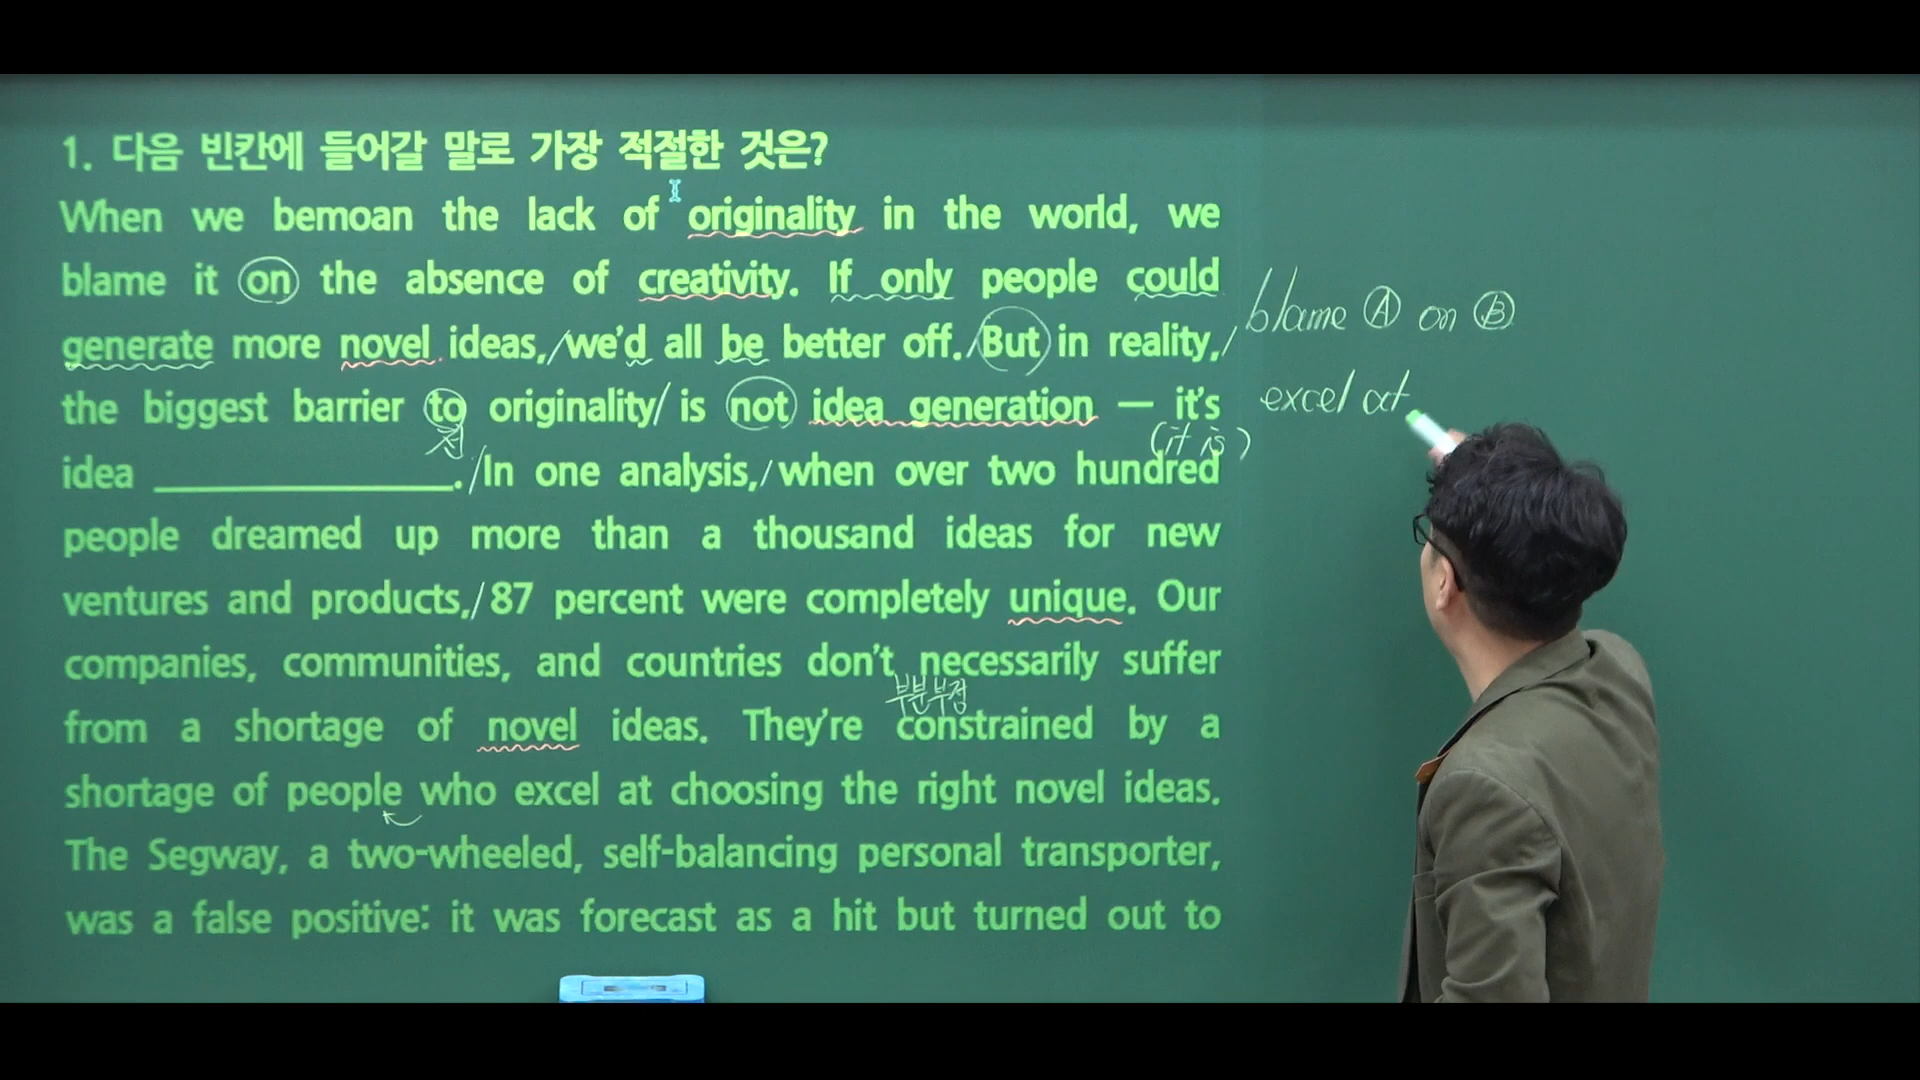 1. 다음 빈칸에 들어갈 말로 가장 적절한 것은?
When we bemoan the lack of originality in the world, we
blame it on the absence of creativity. If only people could
generate more novel ideas, we'd all be better off. But in reality,
the biggest barrier to originality is not idea generation — it's
idea ________________. In one analysis, when over two hundred
people dreamed up more than a thousand ideas for new
ventures and products, 87 percent were completely unique. Our
companies, communities, and countries don't necessarily suffer
from a shortage of novel ideas. They're constrained by a
shortage of people who excel at choosing the right novel ideas.
The Segway, a two-wheeled, self-balancing personal transporter,
was a false positive: it was forecast as a hit but turned out to
blame Ⓐ on Ⓑ
excel at
전
(it is)
부분부정